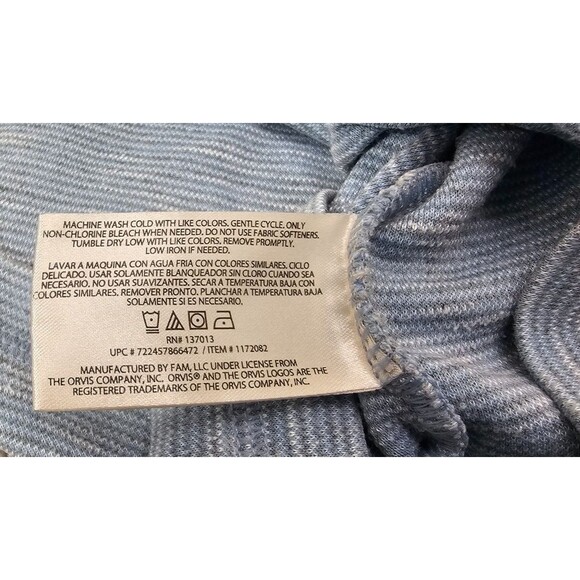 MACHINE WASH COLD WITH LIKE COLORS. GENTLE CYCLE. ONLY
NON-CHLORINE BLEACH WHEN NEEDED. DO NOT USE FABRIC SOFTENERS.
TUMBLE DRY LOW WITH LIKE COLORS. REMOVE PROMPTLY.
LOW IRON IF NEEDED.
LAVAR A MAQUINA CON AGUA FRIA CON COLORES SIMILARES. CICLO
DELICADO. USAR SOLAMENTE BLANQUEADOR SIN CLORO CUANDO SEA
NECESARIO. NO USAR SUAVIZANTES. SECAR A TEMPERATURA BAJA CON
COLORES SIMILARES. REMOVER PRONTO. PLANCHAR A TEMPERATURA BAJA
SOLAMENTE SI ES NECESARIO.
RN# 137013
UPC # 722457866472 / ITEM # 1172082
MANUFACTURED BY FAM, LLC UNDER LICENSE FROM
THE ORVIS COMPANY, INC. ORVIS® AND THE ORVIS LOGOS ARE THE
REGISTERED TRADEMARKS OF THE ORVIS COMPANY, INC.